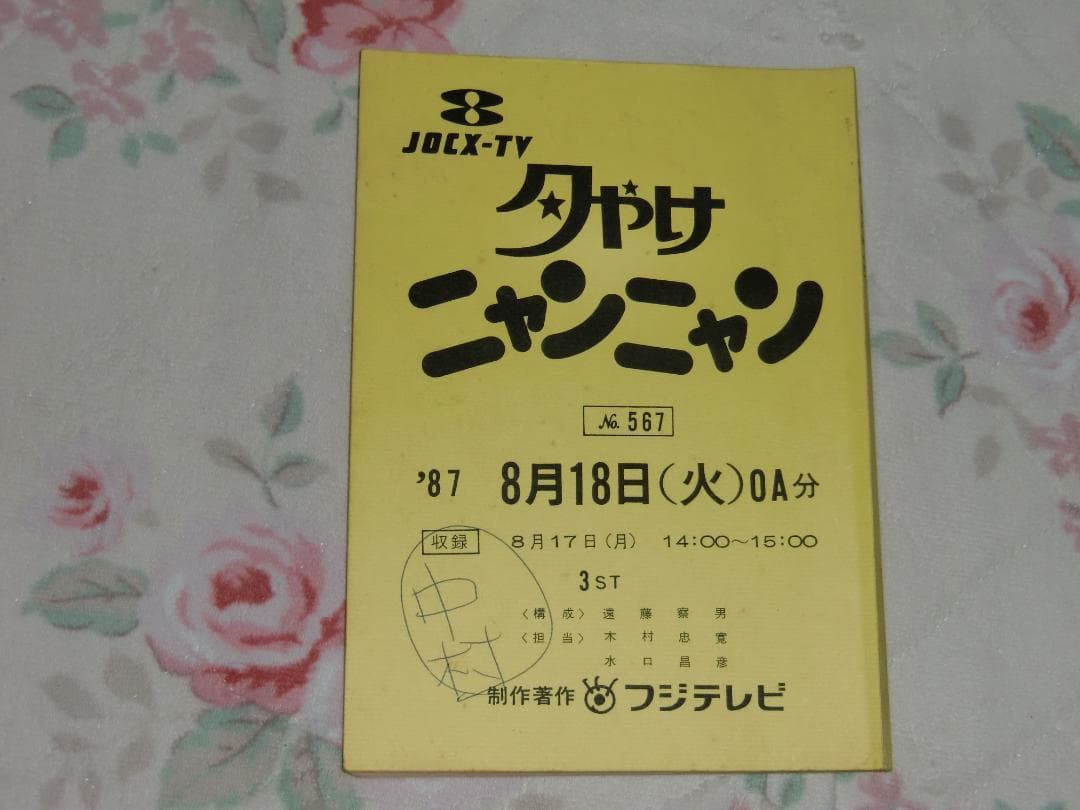 8
JOCX-TV
夕やけ
ニャンニャン
No. 567
'87 8月18日(火)OA分
収録 8月17日(月) 14:00〜15:00
3ST
〈構成〉 遠藤察男
〈担当〉 木村忠寛
水口昌彦
中村
制作著作 フジテレビ